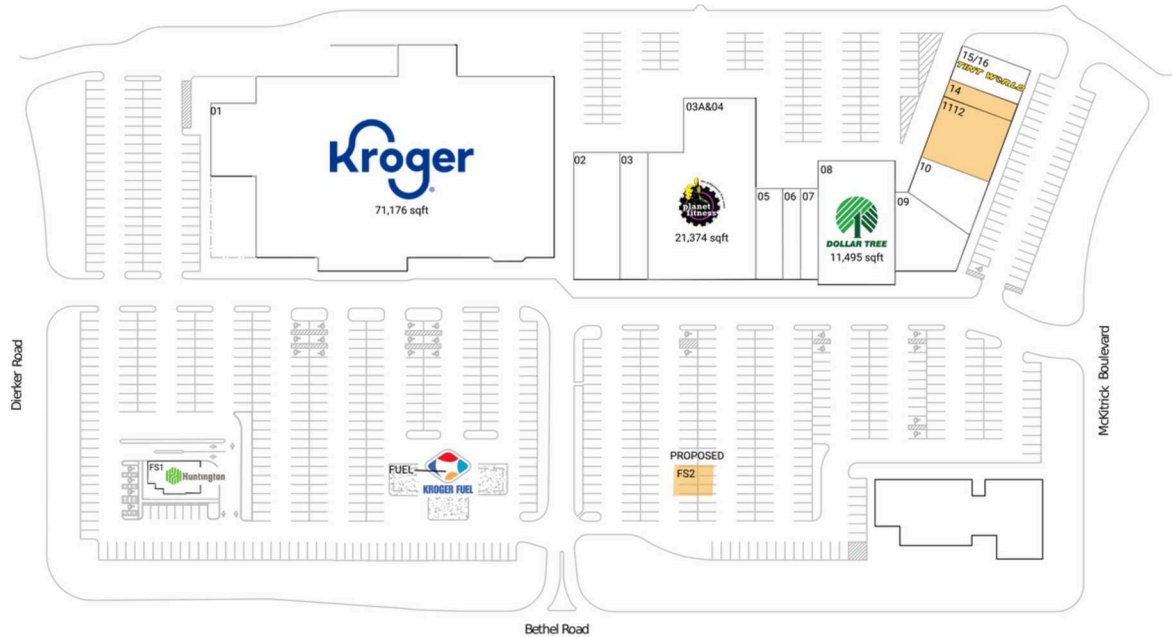 15/16
TINT WORLD
14
1112
10
01
Kroger
71,176 sqft
02
03
03A&04
planet
fitness
21,374 sqft
05
06
07
08
DOLLAR TREE
11,495 sqft
09
Dierker Road
McKitrick Boulevard
FS1
Huntington
FUEL
KROGER FUEL
PROPOSED
FS2
Bethel Road